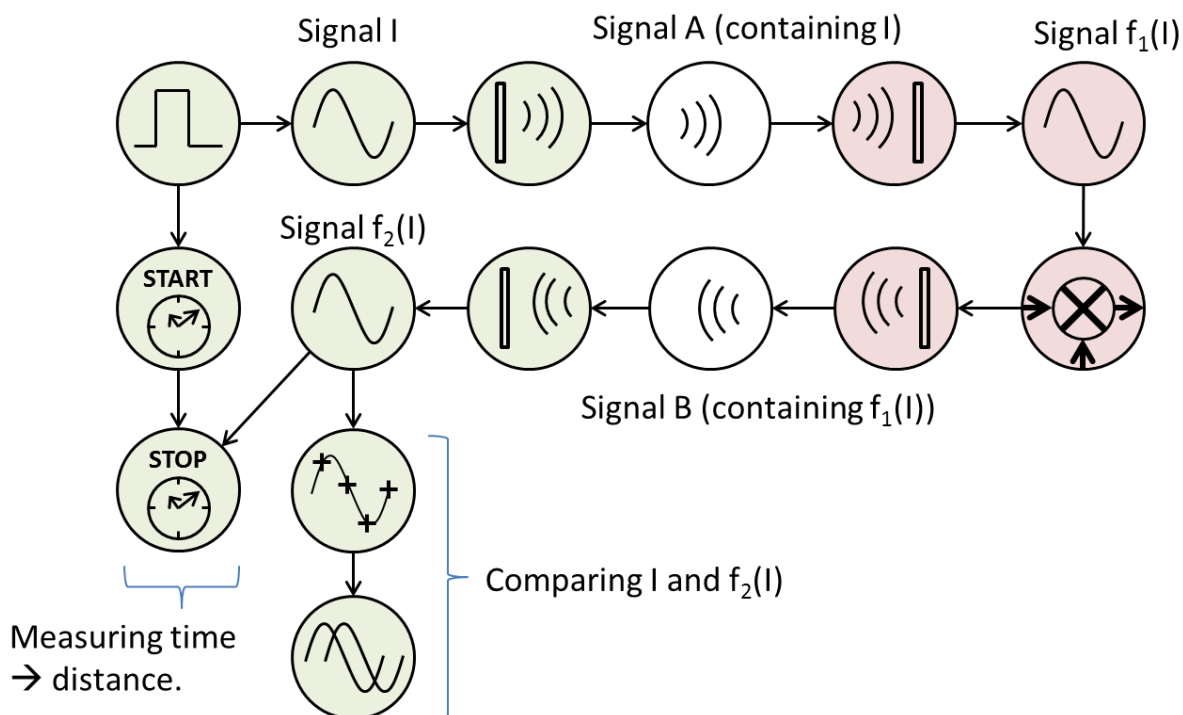 Signal I
Signal A (containing I)
Signal f₁(I)
Signal f₂(I)
START
Signal B (containing f₁(I))
STOP
Comparing I and f₂(I)
Measuring time
→ distance.